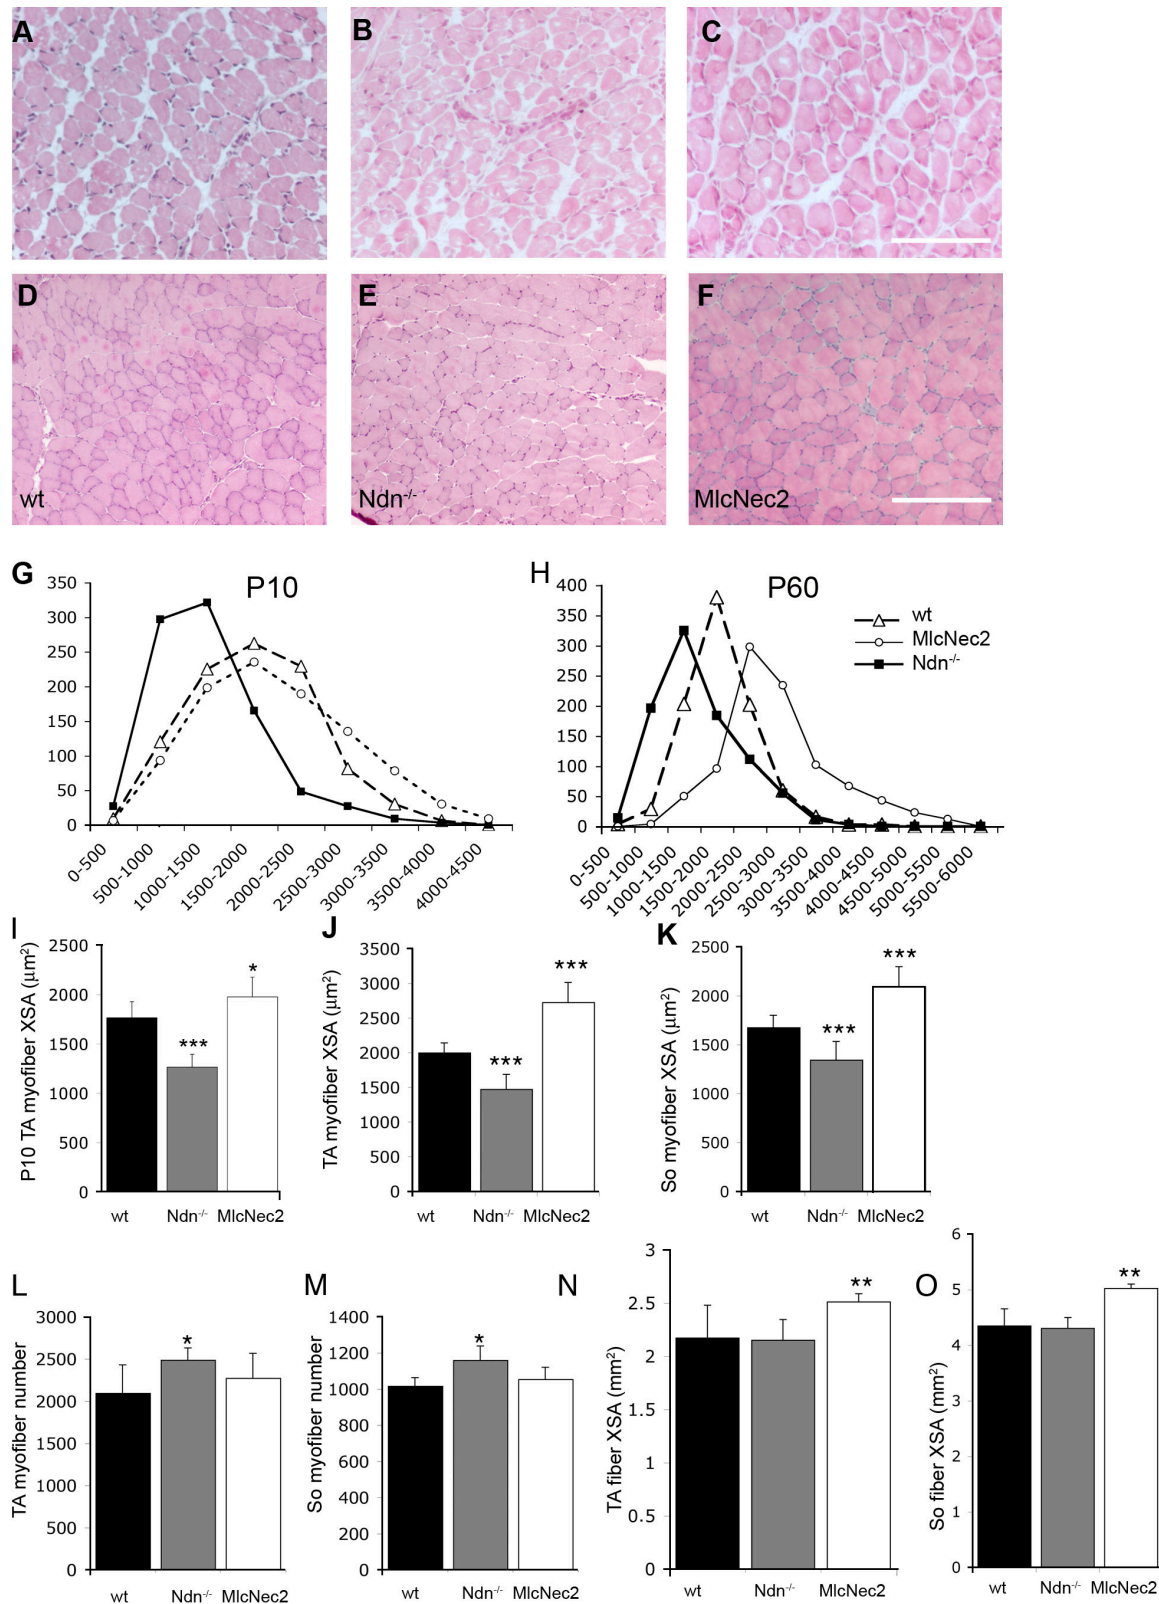 A
B
C
D
E
F
wt
Ndn-/-
MlcNec2
G
P10
350
300
250
200
150
100
50
0
0-500
500-1000
1000-1500
1500-2000
2000-2500
2500-3000
3000-3500
3500-4000
4000-4500
H
P60
400
350
300
250
200
150
100
50
0
0-500
500-1000
1000-1500
1500-2000
2000-2500
2500-3000
3000-3500
3500-4000
4000-4500
4500-5000
5000-5500
5500-6000
wt
MlcNec2
Ndn-/-
I
P10 TA myofiber XSA (µm2)
2500
2000
1500
1000
500
0
***
*
wt
Ndn-/-
MlcNec2
J
TA myofiber XSA (µm2)
3500
3000
2500
2000
1500
1000
500
0
***
***
wt
Ndn-/-
MlcNec2
K
So myofiber XSA (µm2)
2500
2000
1500
1000
500
0
***
***
wt
Ndn-/-
MlcNec2
L
TA myofiber number
3000
2500
2000
1500
1000
500
0
*
wt
Ndn-/-
MlcNec2
M
So myofiber number
1400
1200
1000
800
600
400
200
0
*
wt
Ndn-/-
MlcNec2
N
TA fiber XSA (mm2)
3
2.5
2
1.5
1
0.5
0
**
wt
Ndn-/-
MlcNec2
O
So fiber XSA (mm2)
6
5
4
3
2
1
0
**
wt
Ndn-/-
MlcNec2